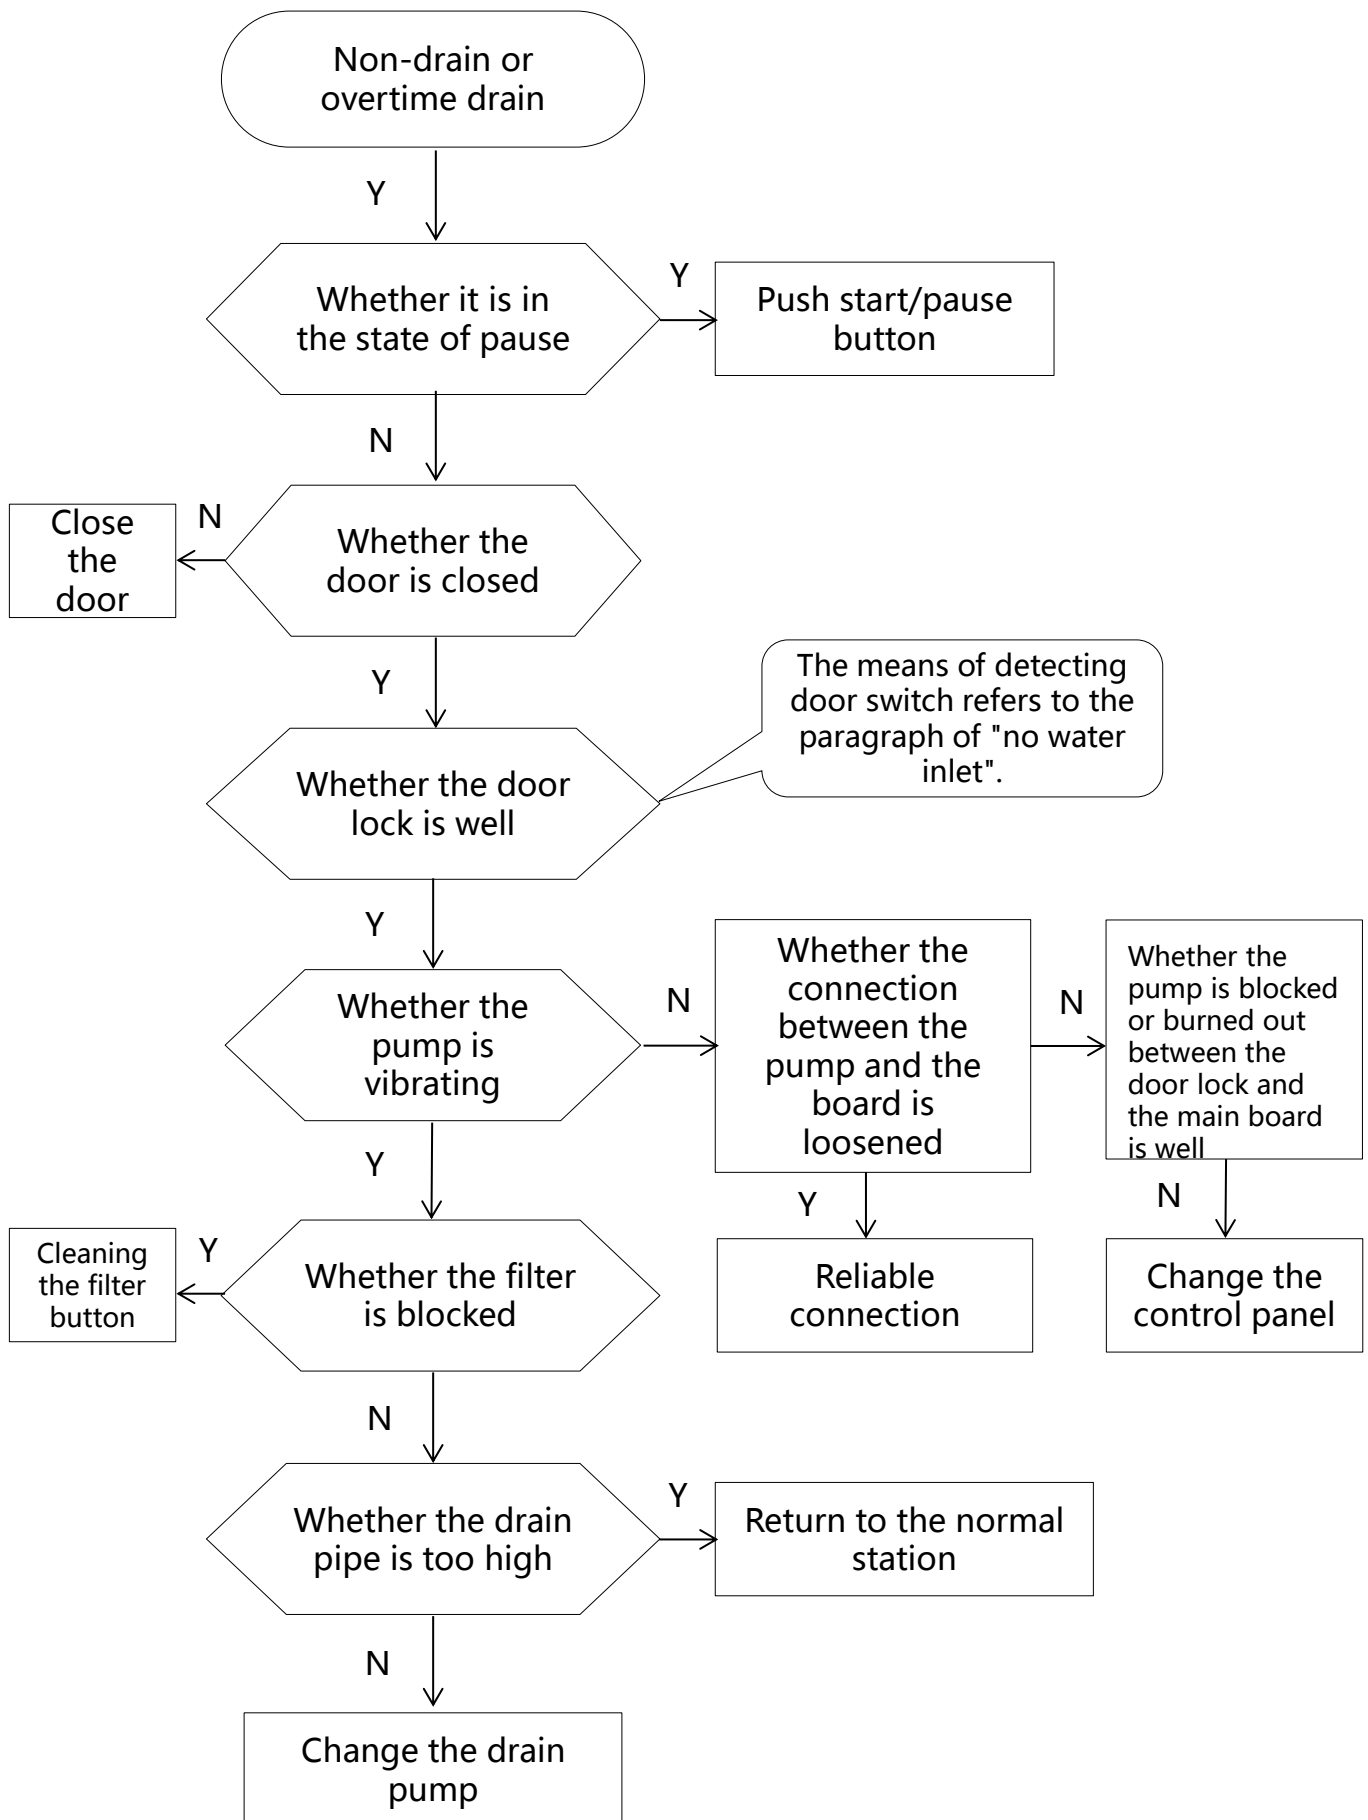 Non-drain or
overtime drain
Y
Whether it is in
the state of pause
Y
Push start/pause
button
N
Close
the
door
N
Whether the
door is closed
Y
The means of detecting
door switch refers to the
paragraph of "no water
inlet".
Whether the door
lock is well
Y
Whether the
pump is
vibrating
N
Whether the
connection
between the
pump and the
board is
loosened
N
Whether the
pump is blocked
or burned out
between the
door lock and
the main board
is well
Y
Y
N
Cleaning
the filter
button
Y
Whether the filter
is blocked
Reliable
connection
Change the
control panel
N
Whether the drain
pipe is too high
Y
Return to the normal
station
N
Change the drain
pump